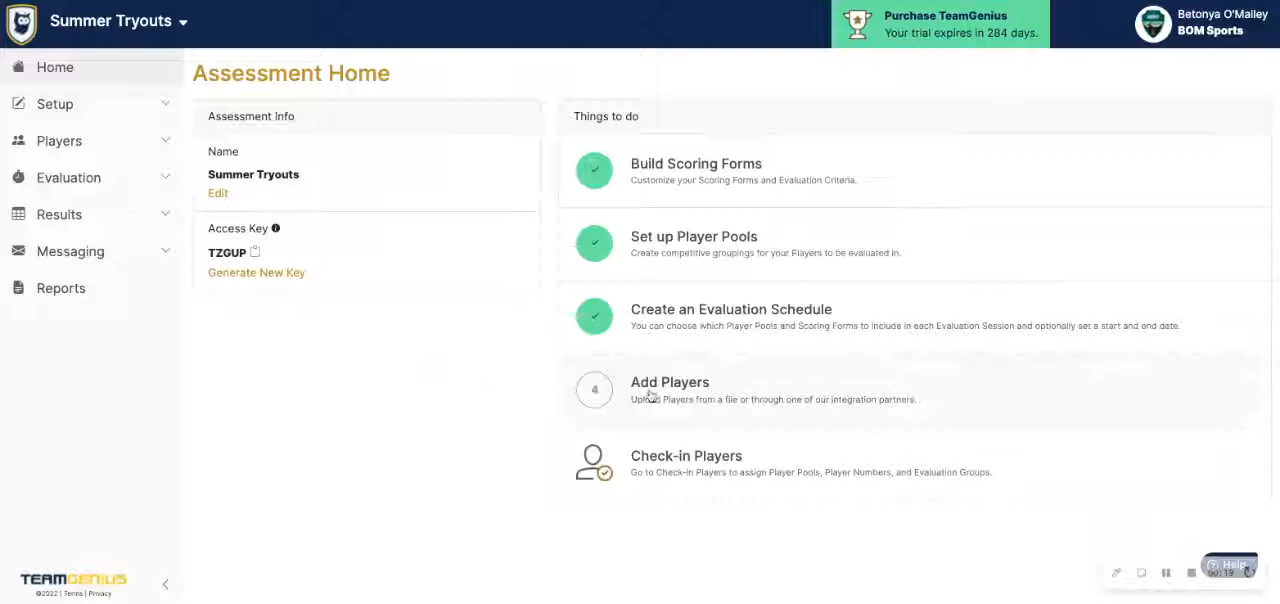 Summer Tryouts
Purchase TeamGenius
Your trial expires in 284 days.
Betonya O'Malley
BOM Sports
Home
Setup
Players
Evaluation
Results
Messaging
Reports
Assessment Home
Assessment Info
Name
Summer Tryouts
Edit
Access Key
TZGUP
Generate New Key
Things to do
Build Scoring Forms
Customize your Scoring Forms and Evaluation Criteria.
Set up Player Pools
Create competitive groupings for your Players to be evaluated in.
Create an Evaluation Schedule
You can choose which Player Pools and Scoring Forms to include in each Evaluation Session and optionally set a start and end date.
4
Add Players
Upload Players from a file or through one of our integration partners.
Check-in Players
Go to Check-in Players to assign Player Pools, Player Numbers, and Evaluation Groups.
TEAMGENIUS
©2022 | Terms | Privacy
Help
00:19